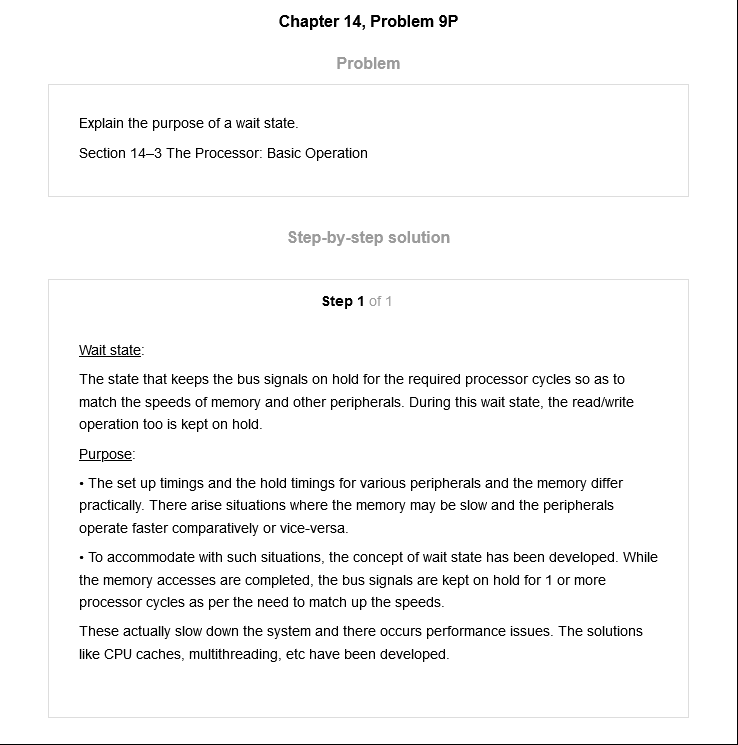 Chapter 14, Problem 9P
Problem
Explain the purpose of a wait state.
Section 14–3 The Processor: Basic Operation
Step-by-step solution
Step 1 of 1
Wait state:
The state that keeps the bus signals on hold for the required processor cycles so as to
match the speeds of memory and other peripherals. During this wait state, the read/write
operation too is kept on hold.
Purpose:
• The set up timings and the hold timings for various peripherals and the memory differ
practically. There arise situations where the memory may be slow and the peripherals
operate faster comparatively or vice-versa.
• To accommodate with such situations, the concept of wait state has been developed. While
the memory accesses are completed, the bus signals are kept on hold for 1 or more
processor cycles as per the need to match up the speeds.
These actually slow down the system and there occurs performance issues. The solutions
like CPU caches, multithreading, etc have been developed.